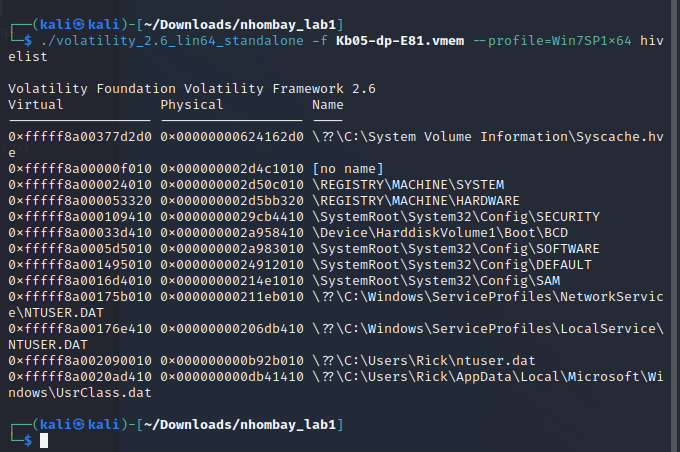 ┌──(kali㉿kali)-[~/Downloads/nhombay_lab1]
└─$ ./volatility_2.6_lin64_standalone -f Kb05-dp-E81.vmem --profile=Win7SP1×64 hiv
elist

Volatility Foundation Volatility Framework 2.6
Virtual            Physical           Name
------------------ ------------------ ----
0×fffff8a00377d2d0 0×00000000624162d0 \??\C:\System Volume Information\Syscache.hv
e
0×fffff8a00000f010 0×000000002d4c1010 [no name]
0×fffff8a000024010 0×000000002d50c010 \REGISTRY\MACHINE\SYSTEM
0×fffff8a000053320 0×000000002d5bb320 \REGISTRY\MACHINE\HARDWARE
0×fffff8a000109410 0×0000000029cb4410 \SystemRoot\System32\Config\SECURITY
0×fffff8a00033d410 0×000000002a958410 \Device\HarddiskVolume1\Boot\BCD
0×fffff8a0005d5010 0×000000002a983010 \SystemRoot\System32\Config\SOFTWARE
0×fffff8a001495010 0×0000000024912010 \SystemRoot\System32\Config\DEFAULT
0×fffff8a0016d4010 0×00000000214e1010 \SystemRoot\System32\Config\SAM
0×fffff8a00175b010 0×00000000211eb010 \??\C:\Windows\ServiceProfiles\NetworkServic
e\NTUSER.DAT
0×fffff8a00176e410 0×00000000206db410 \??\C:\Windows\ServiceProfiles\LocalService\
NTUSER.DAT
0×fffff8a002090010 0×000000000b92b010 \??\C:\Users\Rick\ntuser.dat
0×fffff8a0020ad410 0×000000000db41410 \??\C:\Users\Rick\AppData\Local\Microsoft\Wi
ndows\UsrClass.dat

┌──(kali㉿kali)-[~/Downloads/nhombay_lab1]
└─$